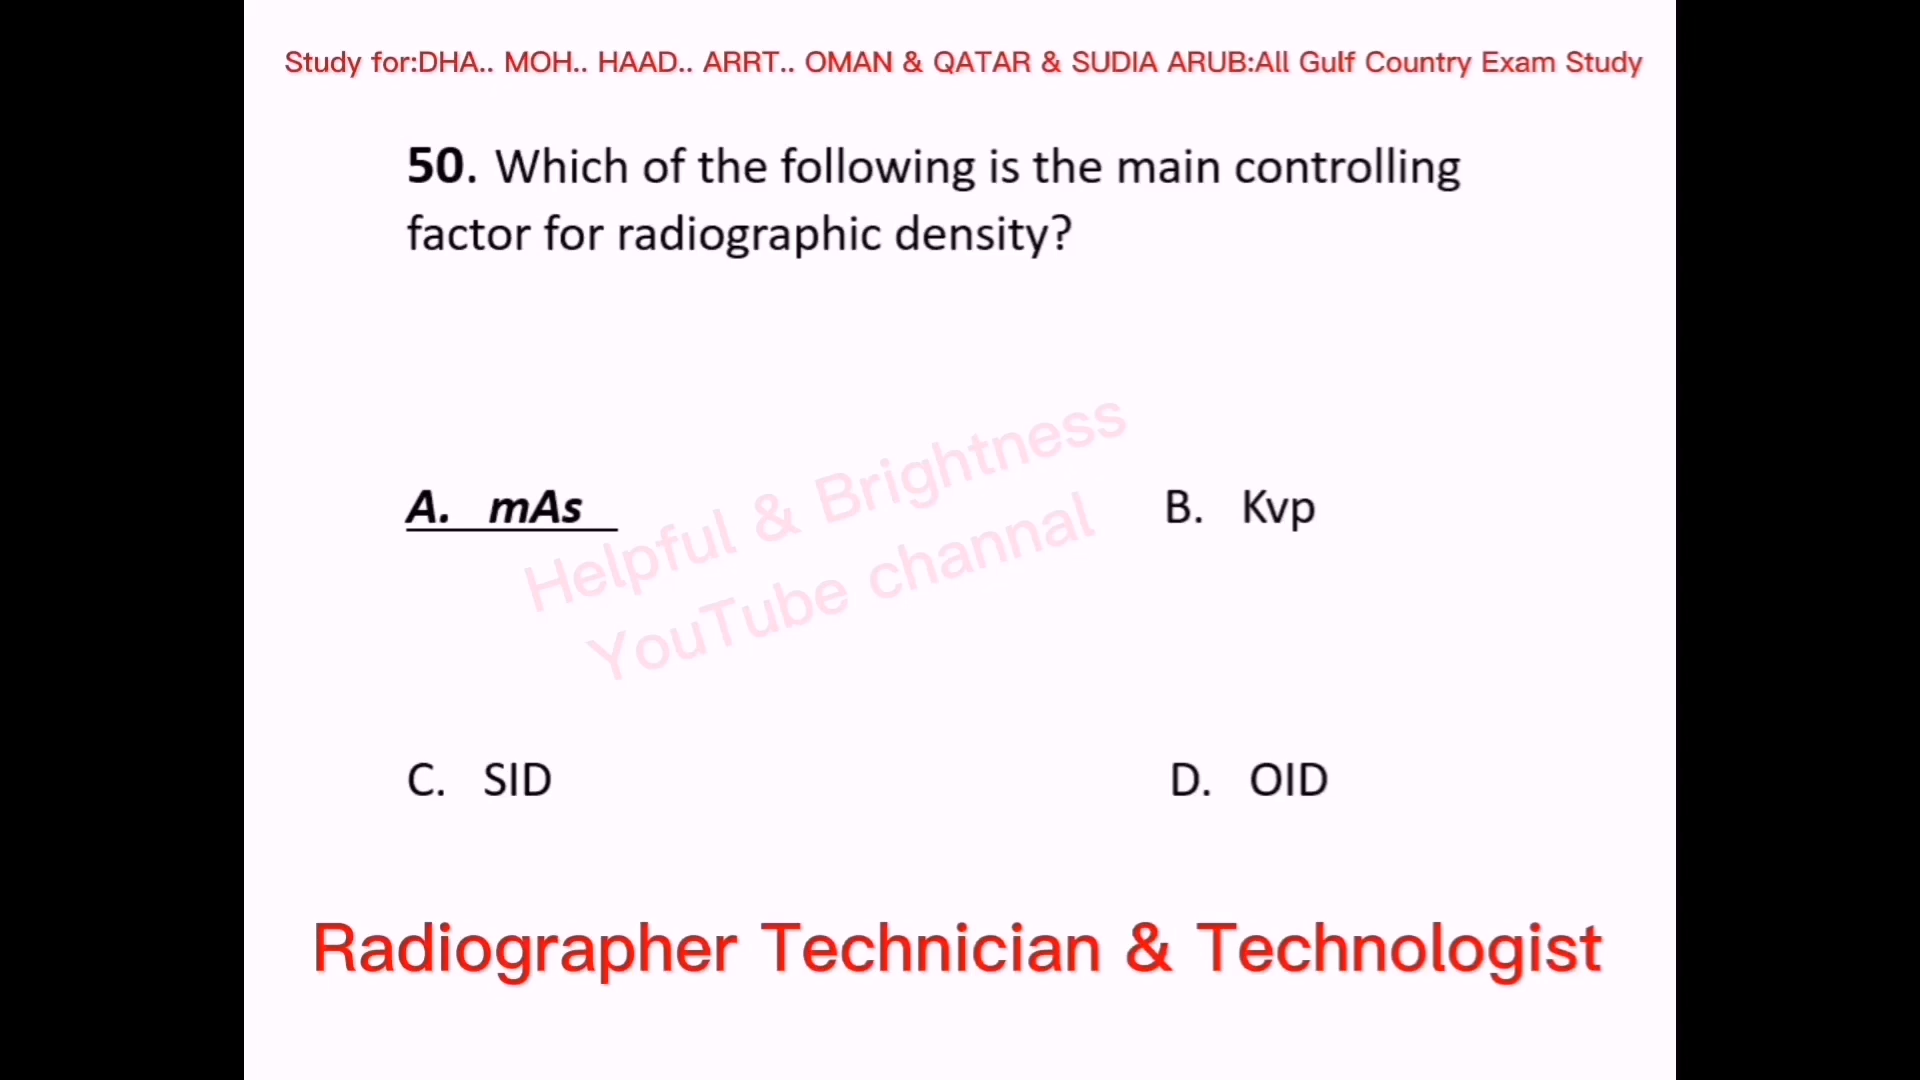 Study for:DHA.. MOH.. HAAD.. ARRT.. OMAN & QATAR & SUDIA ARUB:All Gulf Country Exam Study
50. Which of the following is the main controlling
factor for radiographic density?
A. mAs
B. Kvp
Helpful & Brightness
YouTube channal
C. SID
D. OID
Radiographer Technician & Technologist